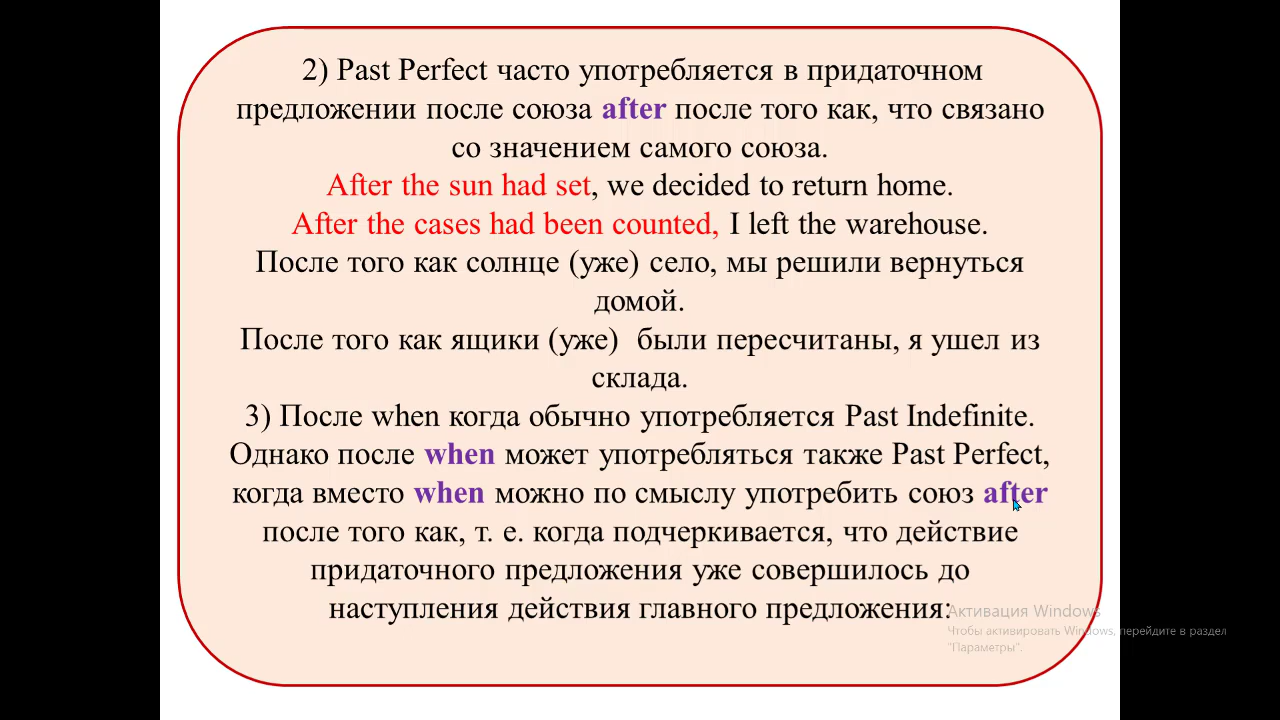 2) Past Perfect часто употребляется в придаточном
предложении после союза after после того как, что связано
со значением самого союза.
After the sun had set, we decided to return home.
After the cases had been counted, I left the warehouse.
После того как солнце (уже) село, мы решили вернуться
домой.
После того как ящики (уже) были пересчитаны, я ушел из
склада.
3) После when когда обычно употребляется Past Indefinite.
Однако после when может употребляться также Past Perfect,
когда вместо when можно по смыслу употребить союз after
после того как, т. е. когда подчеркивается, что действие
придаточного предложения уже совершилось до
наступления действия главного предложения:
Активация Windows
Чтобы активировать Windows, перейдите в раздел
"Параметры".